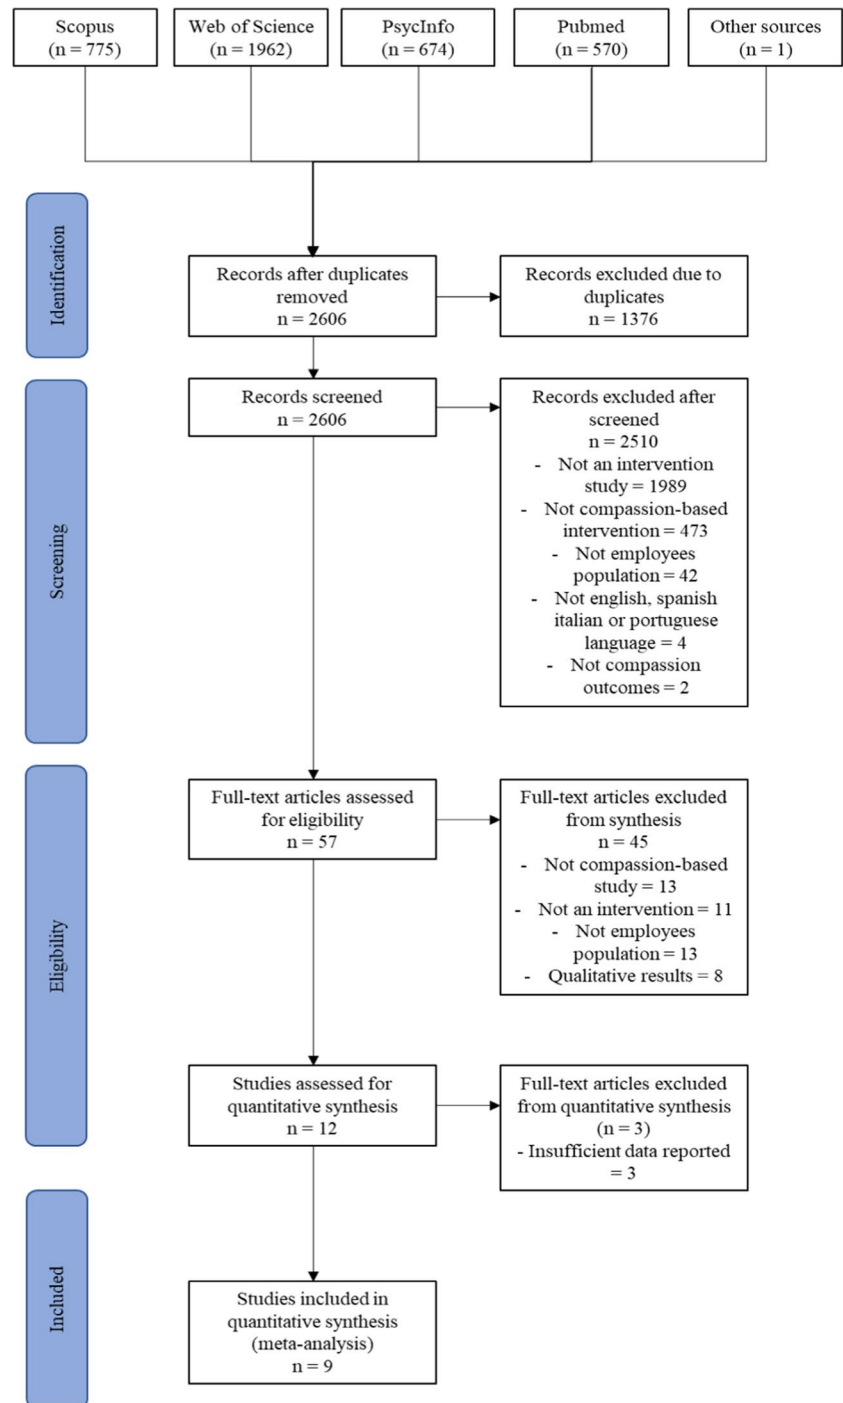 Scopus
(n = 775)
Web of Science
(n = 1962)
PsycInfo
(n = 674)
Pubmed
(n = 570)
Other sources
(n = 1)
Identification
Records after duplicates
removed
n = 2606
Records excluded due to
duplicates
n = 1376
Screening
Records screened
n = 2606
Records excluded after
screened
n = 2510
- Not an intervention
study = 1989
- Not compassion-based
intervention = 473
- Not employees
population = 42
- Not english, spanish
italian or portuguese
language = 4
- Not compassion
outcomes = 2
Eligibility
Full-text articles assessed
for eligibility
n = 57
Full-text articles excluded
from synthesis
n = 45
- Not compassion-based
study = 13
- Not an intervention = 11
- Not employees
population = 13
- Qualitative results = 8
Studies assessed for
quantitative synthesis
n = 12
Full-text articles excluded
from quantitative synthesis
(n = 3)
- Insufficient data reported
= 3
Included
Studies included in
quantitative synthesis
(meta-analysis)
n = 9